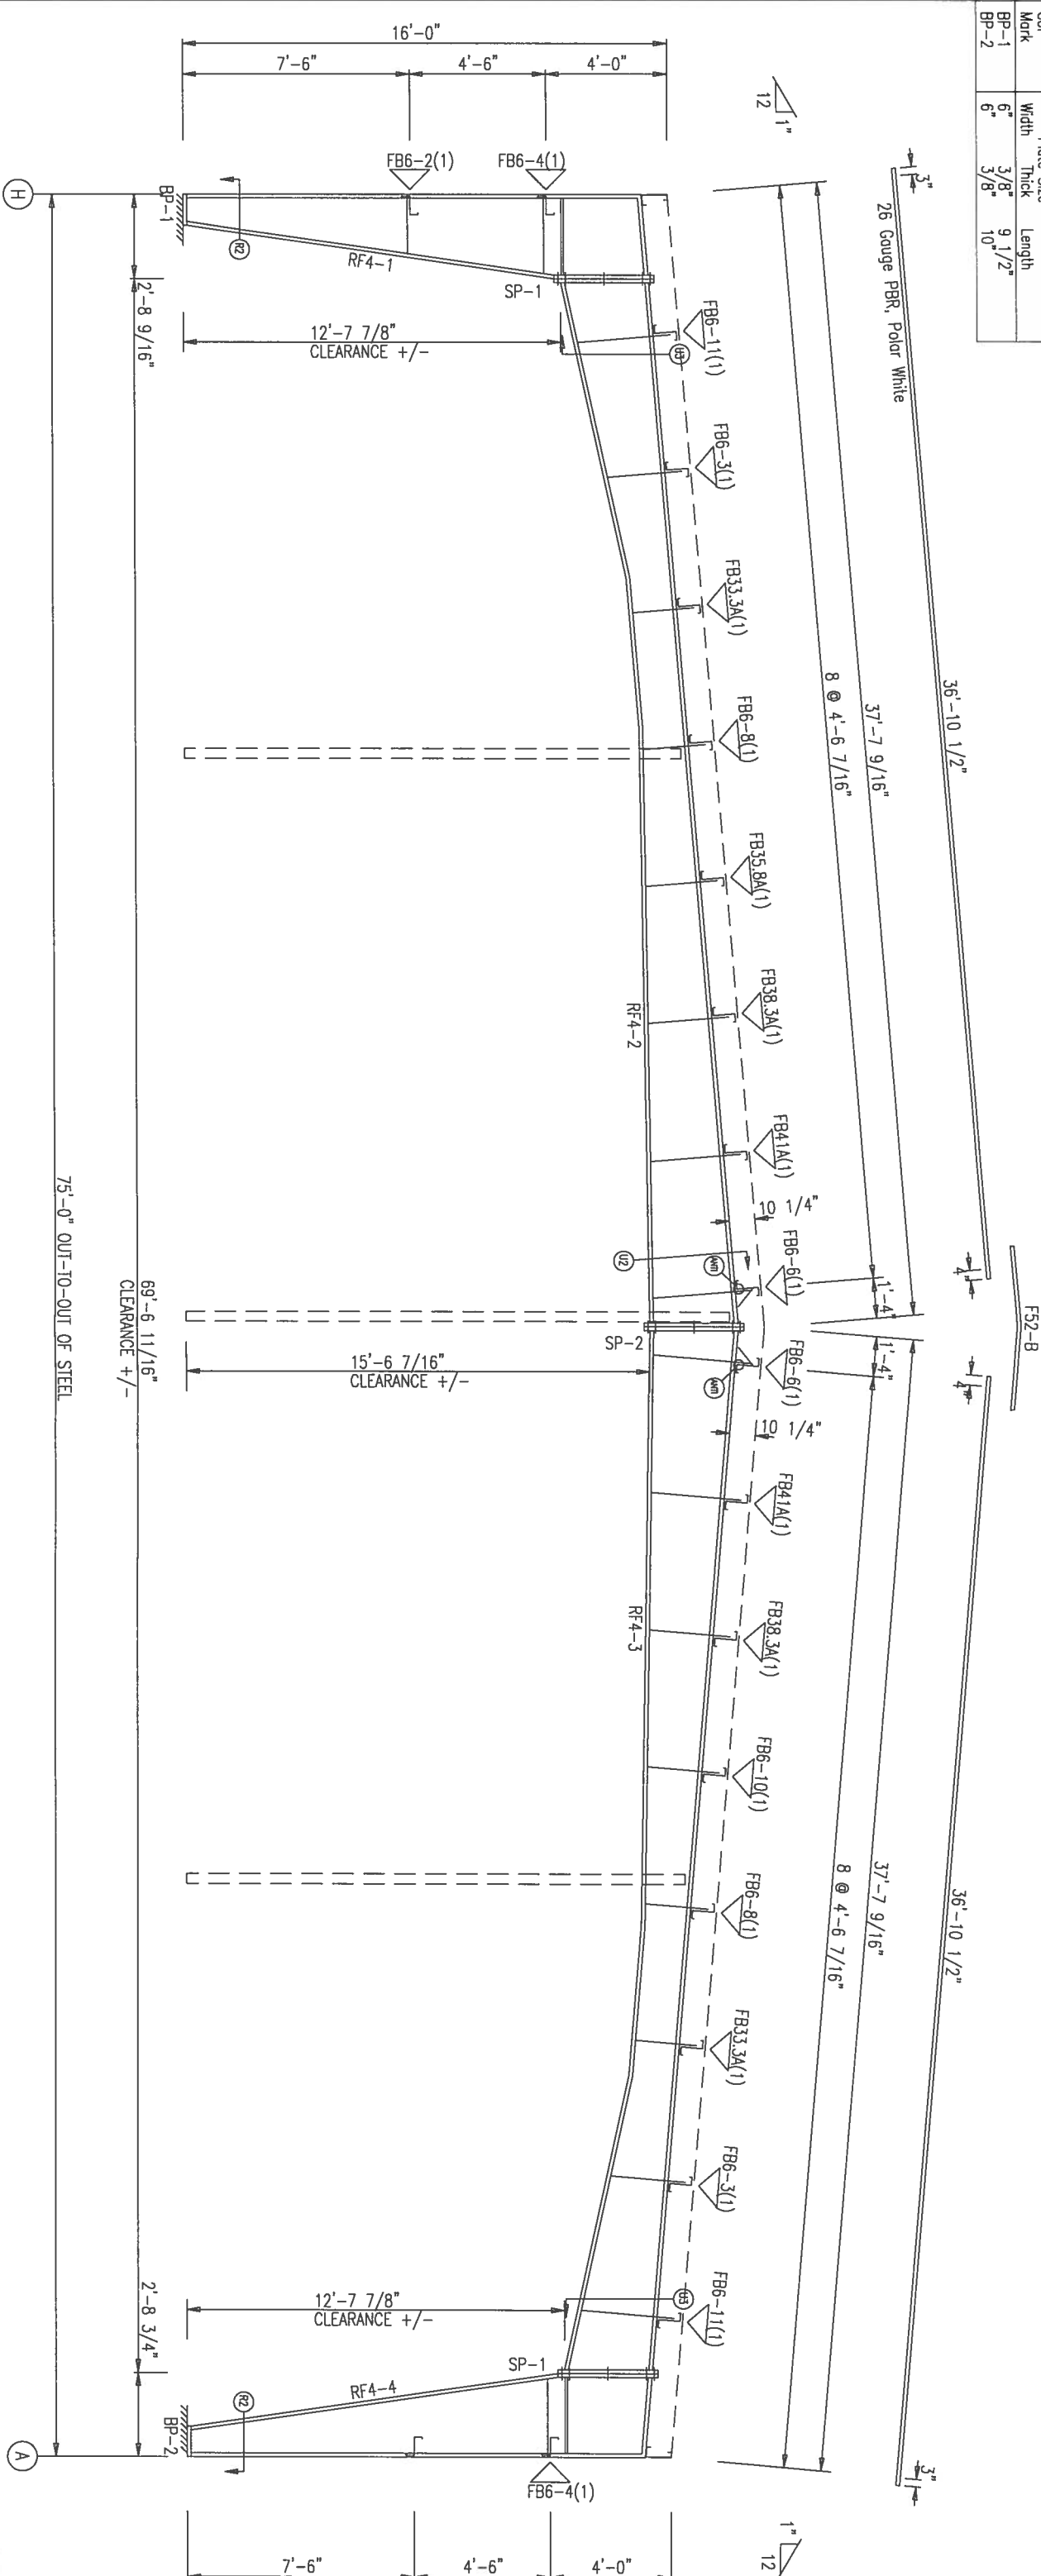 Mark
Width
Thick
Length
BP-1
6"
3/8"
9 1/2"
BP-2
6"
3/8"
10"
F52-B
36'-10 1/2"
36'-10 1/2"
3"
4"
4"
3"
26 Gauge PBR, Polar White
37'-7 9/16"
37'-7 9/16"
8 @ 4'-6 7/16"
8 @ 4'-6 7/16"
1'-4"
1'-4"
1"
12
1"
12
10 1/4"
10 1/4"
FB6-11(1)
FB6-3(1)
FB33.3A(1)
FB6-8(1)
FB35.8A(1)
FB38.3A(1)
FB41A(1)
FB6-6(1)
FB6-6(1)
FB41A(1)
FB38.3A(1)
FB6-10(1)
FB6-8(1)
FB33.3A(1)
FB6-3(1)
FB6-11(1)
U3
U2
U3
16'-0"
7'-6"
4'-6"
4'-0"
FB6-2(1)
FB6-4(1)
BP-1
R2
RF4-1
SP-1
RF4-2
SP-2
RF4-3
SP-1
RF4-4
R2
BP-2
FB6-4(1)
7'-6"
4'-6"
4'-0"
12'-7 7/8"
CLEARANCE +/-
15'-6 7/16"
CLEARANCE +/-
12'-7 7/8"
CLEARANCE +/-
2'-8 9/16"
69'-6 11/16"
CLEARANCE +/-
2'-8 3/4"
75'-0" OUT-TO-OUT OF STEEL
H
A